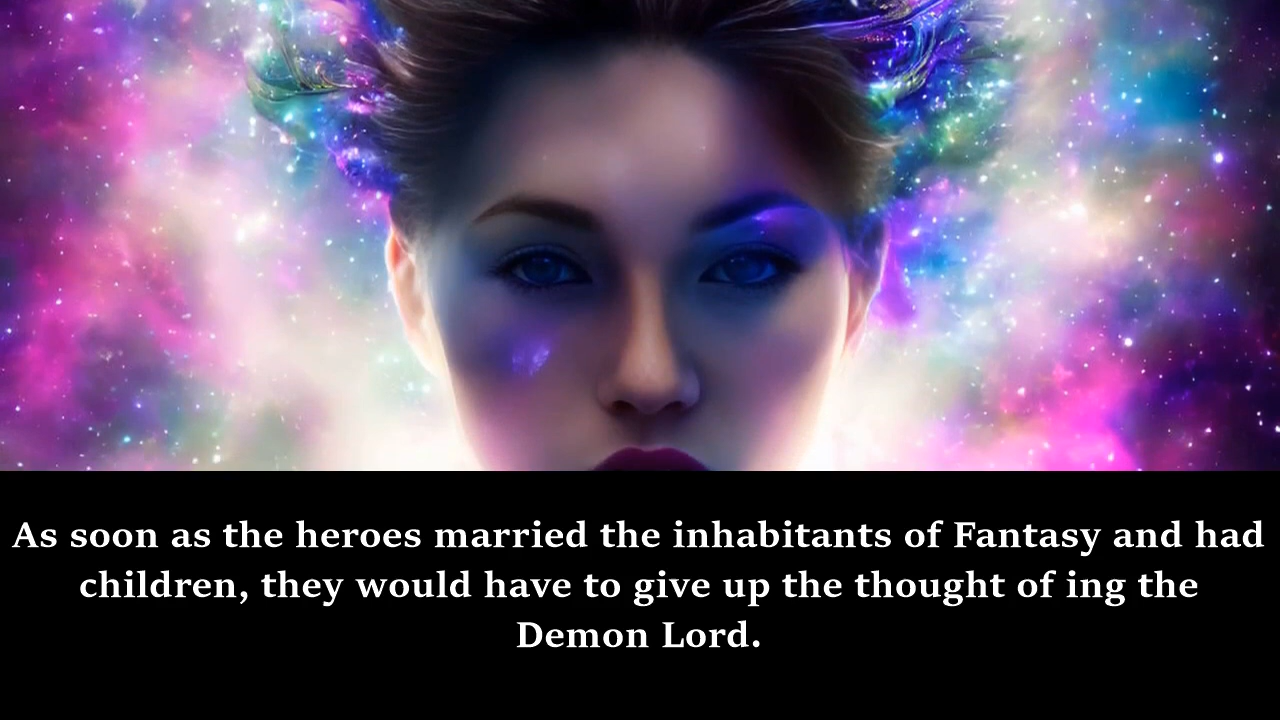 As soon as the heroes married the inhabitants of Fantasy and had
children, they would have to give up the thought of ing the
Demon Lord.